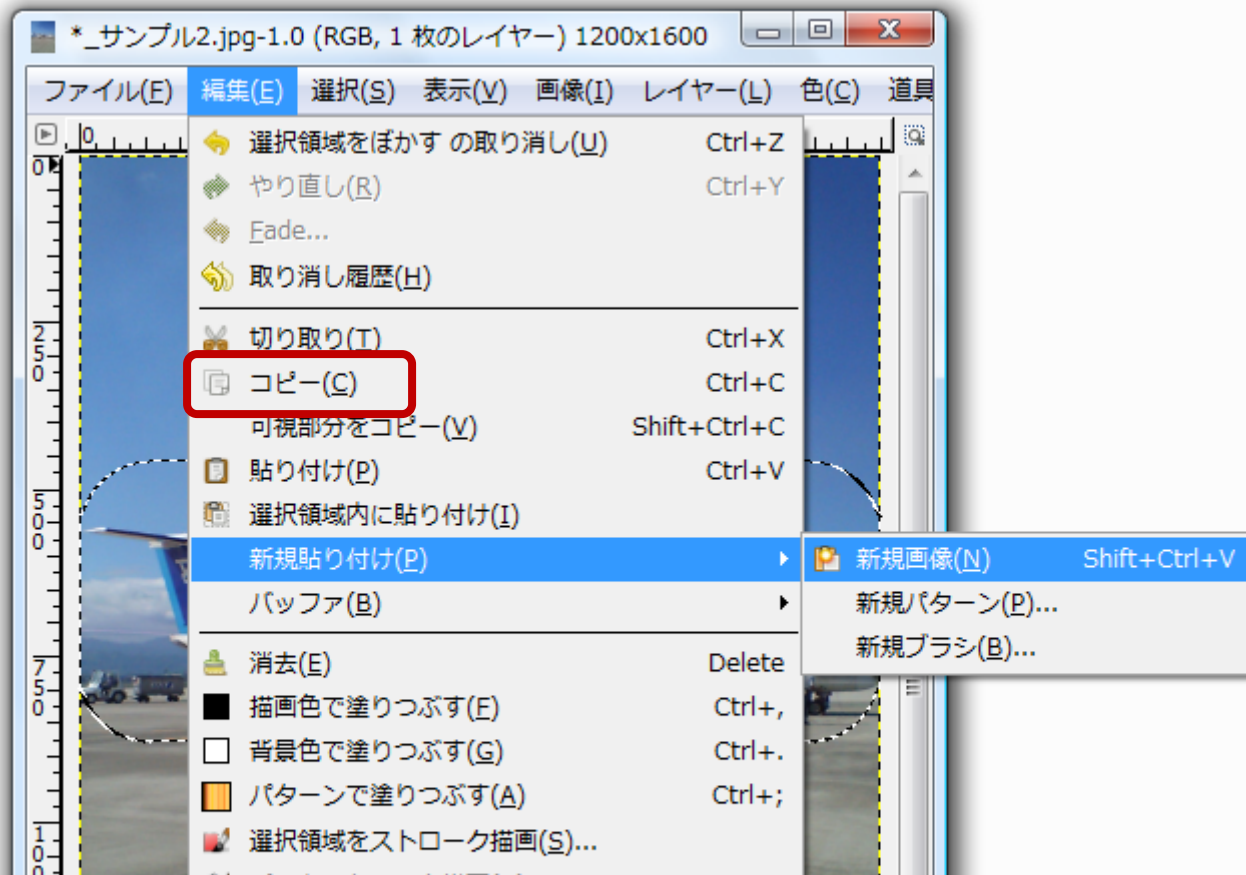 *_サンプル2.jpg-1.0 (RGB, 1 枚のレイヤー) 1200x1600
ファイル(F) 編集(E) 選択(S) 表示(V) 画像(I) レイヤー(L) 色(C) 道具
0
0
選択領域をぼかす の取り消し(U) Ctrl+Z
やり直し(R) Ctrl+Y
Fade...
取り消し履歴(H)
250
切り取り(T) Ctrl+X
コピー(C) Ctrl+C
可視部分をコピー(V) Shift+Ctrl+C
貼り付け(P) Ctrl+V
500
選択領域内に貼り付け(I)
新規貼り付け(P)
新規画像(N) Shift+Ctrl+V
バッファ(B)
新規パターン(P)...
新規ブラシ(B)...
750
消去(E) Delete
描画色で塗りつぶす(F) Ctrl+,
背景色で塗りつぶす(G) Ctrl+.
パターンで塗りつぶす(A) Ctrl+;
選択領域をストローク描画(S)...